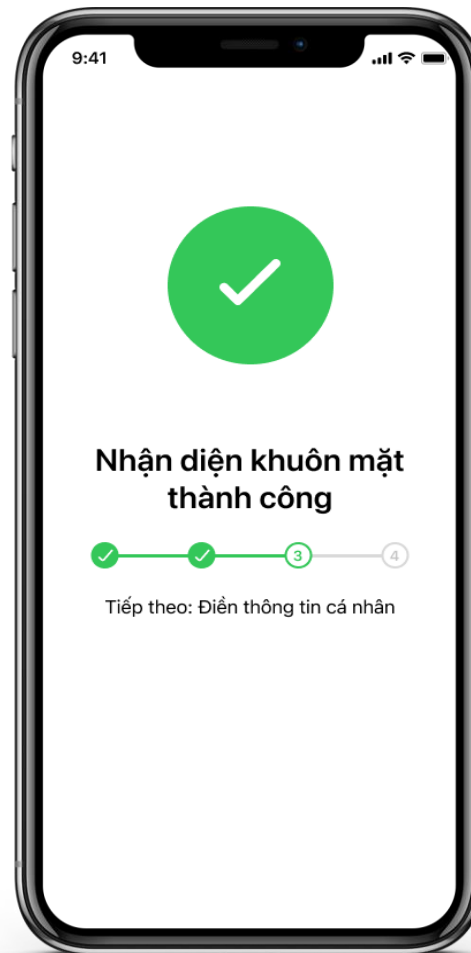 9:41
Nhận diện khuôn mặt
thành công
3 4
Tiếp theo: Điền thông tin cá nhân